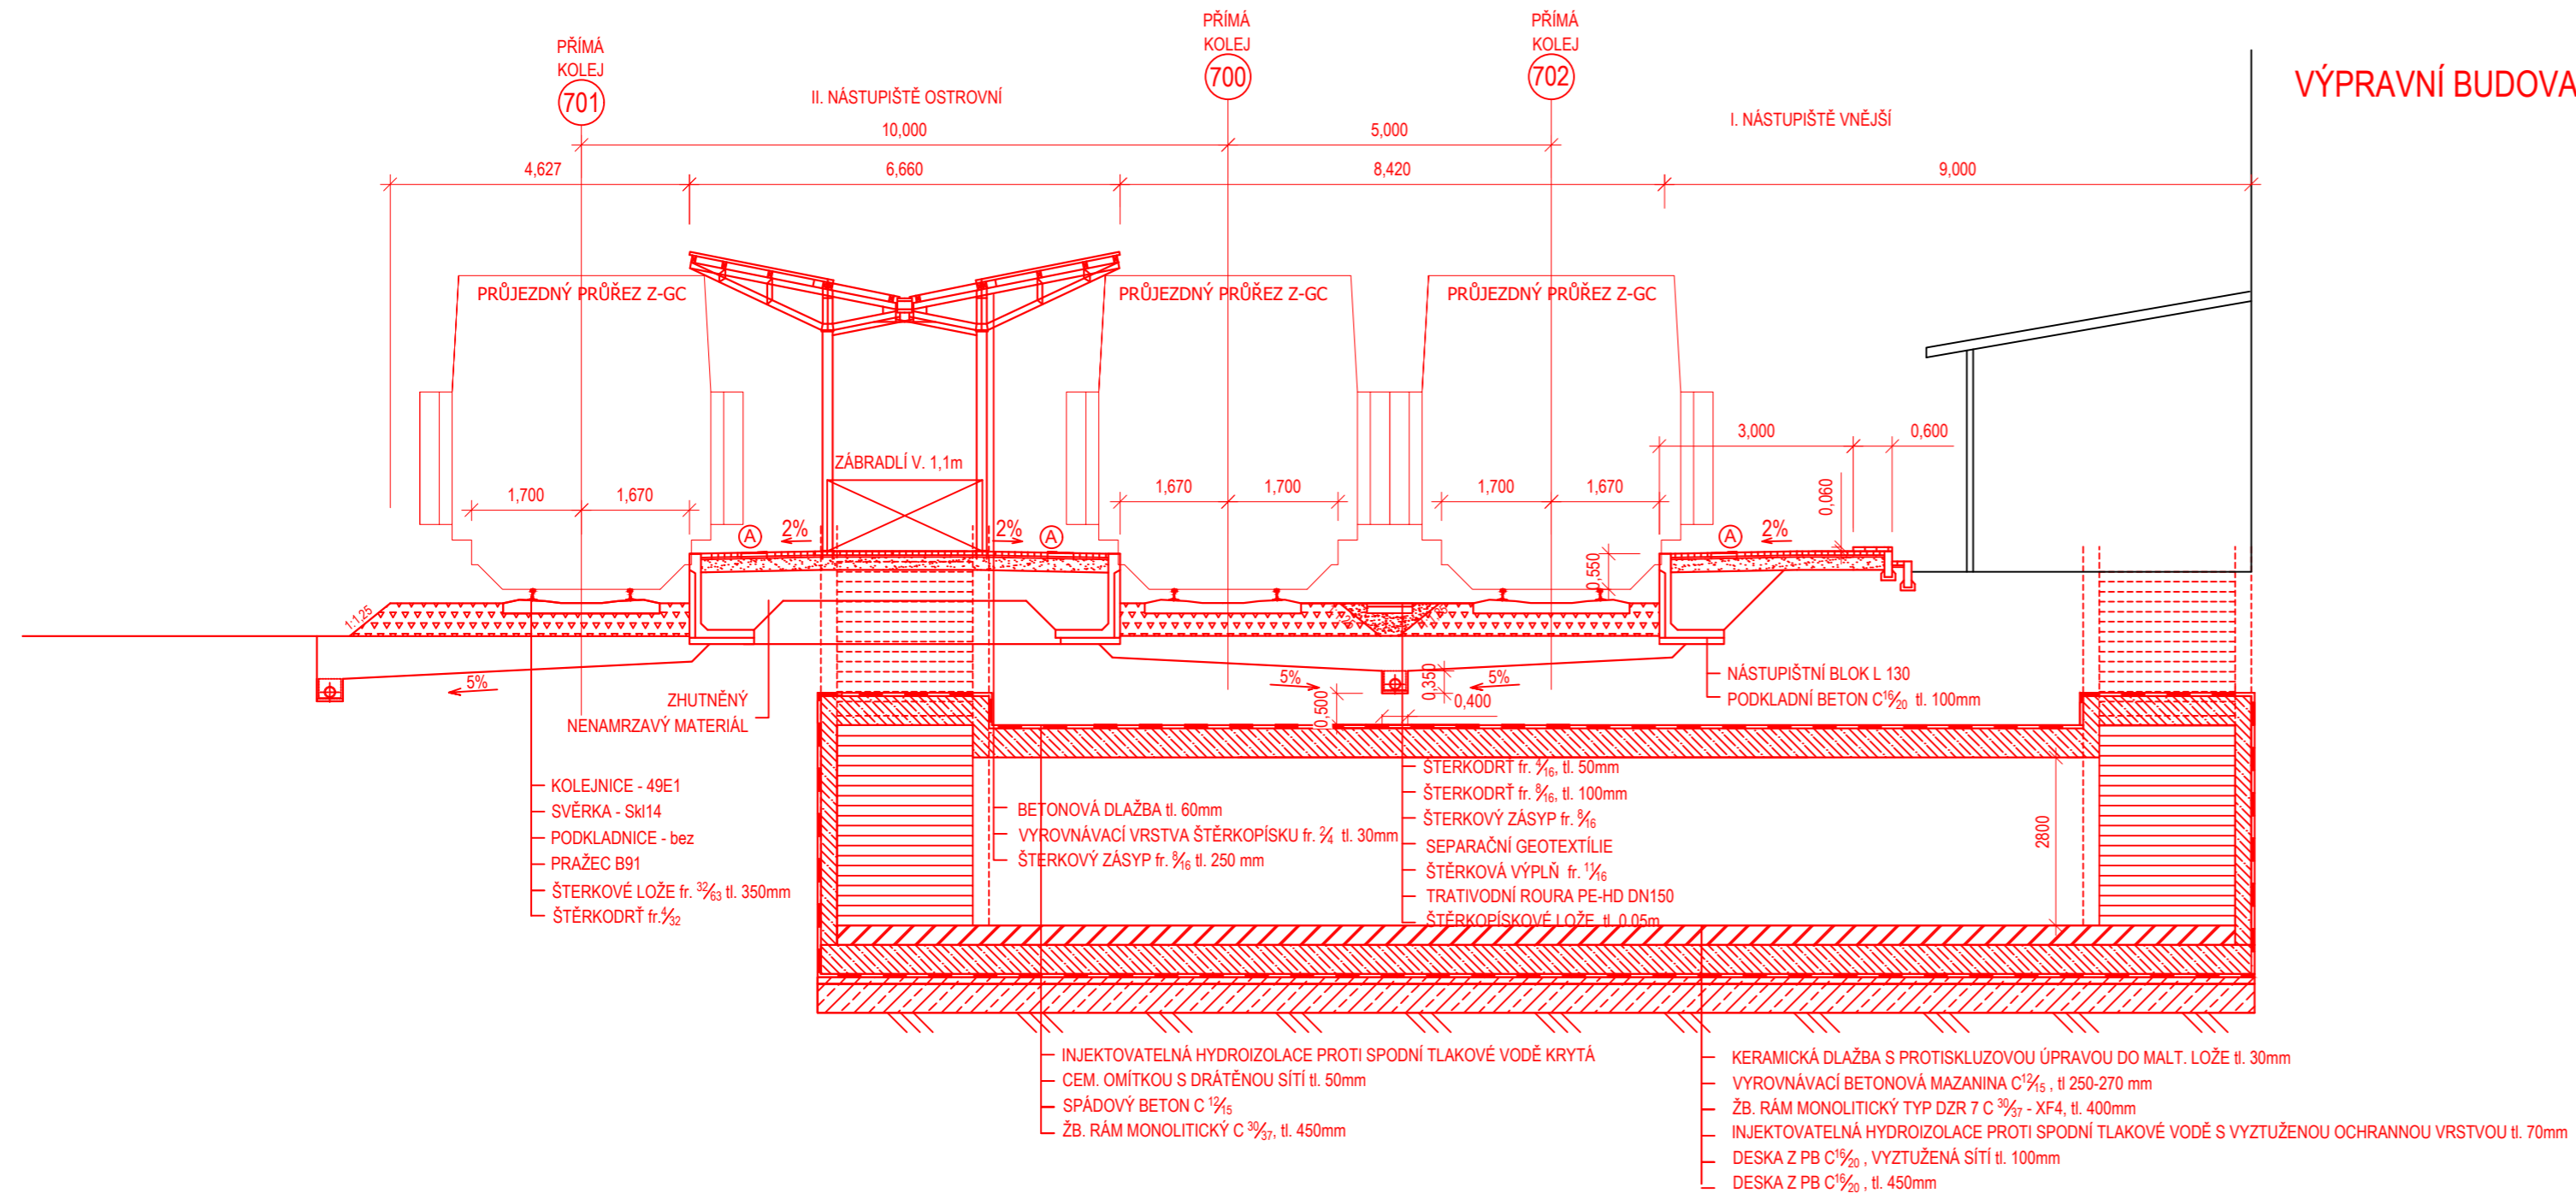 PŘÍMÁ
KOLEJ
701
PŘÍMÁ
KOLEJ
700
PŘÍMÁ
KOLEJ
702
VÝPRAVNÍ BUDOVA
II. NÁSTUPIŠTĚ OSTROVNÍ
I. NÁSTUPIŠTĚ VNĚJŠÍ
10,000
5,000
4,627
6,660
8,420
9,000
PRŮJEZDNÝ PRŮŘEZ Z-GC
PRŮJEZDNÝ PRŮŘEZ Z-GC
PRŮJEZDNÝ PRŮŘEZ Z-GC
3,000
0,600
ZÁBRADLÍ V. 1,1m
1,700
1,670
1,670
1,700
1,700
1,670
0,060
A
2%
2%
A
A
2%
0,550
1:1,25
5%
5%
5%
0,350
0,500
0,400
ZHUTNĚNÝ
NENAMRZAVÝ MATERIÁL
NÁSTUPIŠTNÍ BLOK L 130
PODKLADNÍ BETON C16/20 tl. 100mm
KOLEJNICE - 49E1
SVĚRKA - Skl14
PODKLADNICE - bez
PRAŽEC B91
ŠTERKOVÉ LOŽE fr. 32/63 tl. 350mm
ŠTĚRKODRŤ fr.4/32
BETONOVÁ DLAŽBA tl. 60mm
VYROVNÁVACÍ VRSTVA ŠTĚRKOPÍSKU fr. 2/4 tl. 30mm
ŠTERKOVÝ ZÁSYP fr. 8/16 tl. 250 mm
ŠTERKODRŤ fr. 4/16, tl. 50mm
ŠTERKODRŤ fr. 8/16, tl. 100mm
ŠTERKOVÝ ZÁSYP fr. 8/16
SEPARAČNÍ GEOTEXTÍLIE
ŠTĚRKOVÁ VÝPLŇ fr. 11/16
TRATIVODNÍ ROURA PE-HD DN150
ŠTĚRKOPÍSKOVÉ LOŽE tl. 0.05m
2800
INJEKTOVATELNÁ HYDROIZOLACE PROTI SPODNÍ TLAKOVÉ VODĚ KRYTÁ
CEM. OMÍTKOU S DRÁTĚNOU SÍTÍ tl. 50mm
SPÁDOVÝ BETON C 12/15
ŽB. RÁM MONOLITICKÝ C 30/37, tl. 450mm
KERAMICKÁ DLAŽBA S PROTISKLUZOVOU ÚPRAVOU DO MALT. LOŽE tl. 30mm
VYROVNÁVACÍ BETONOVÁ MAZANINA C12/15 , tl 250-270 mm
ŽB. RÁM MONOLITICKÝ TYP DZR 7 C 30/37 - XF4, tl. 400mm
INJEKTOVATELNÁ HYDROIZOLACE PROTI SPODNÍ TLAKOVÉ VODĚ S VYZTUŽENOU OCHRANNOU VRSTVOU tl. 70mm
DESKA Z PB C16/20 , VYZTUŽENÁ SÍTÍ tl. 100mm
DESKA Z PB C16/20 , tl. 450mm